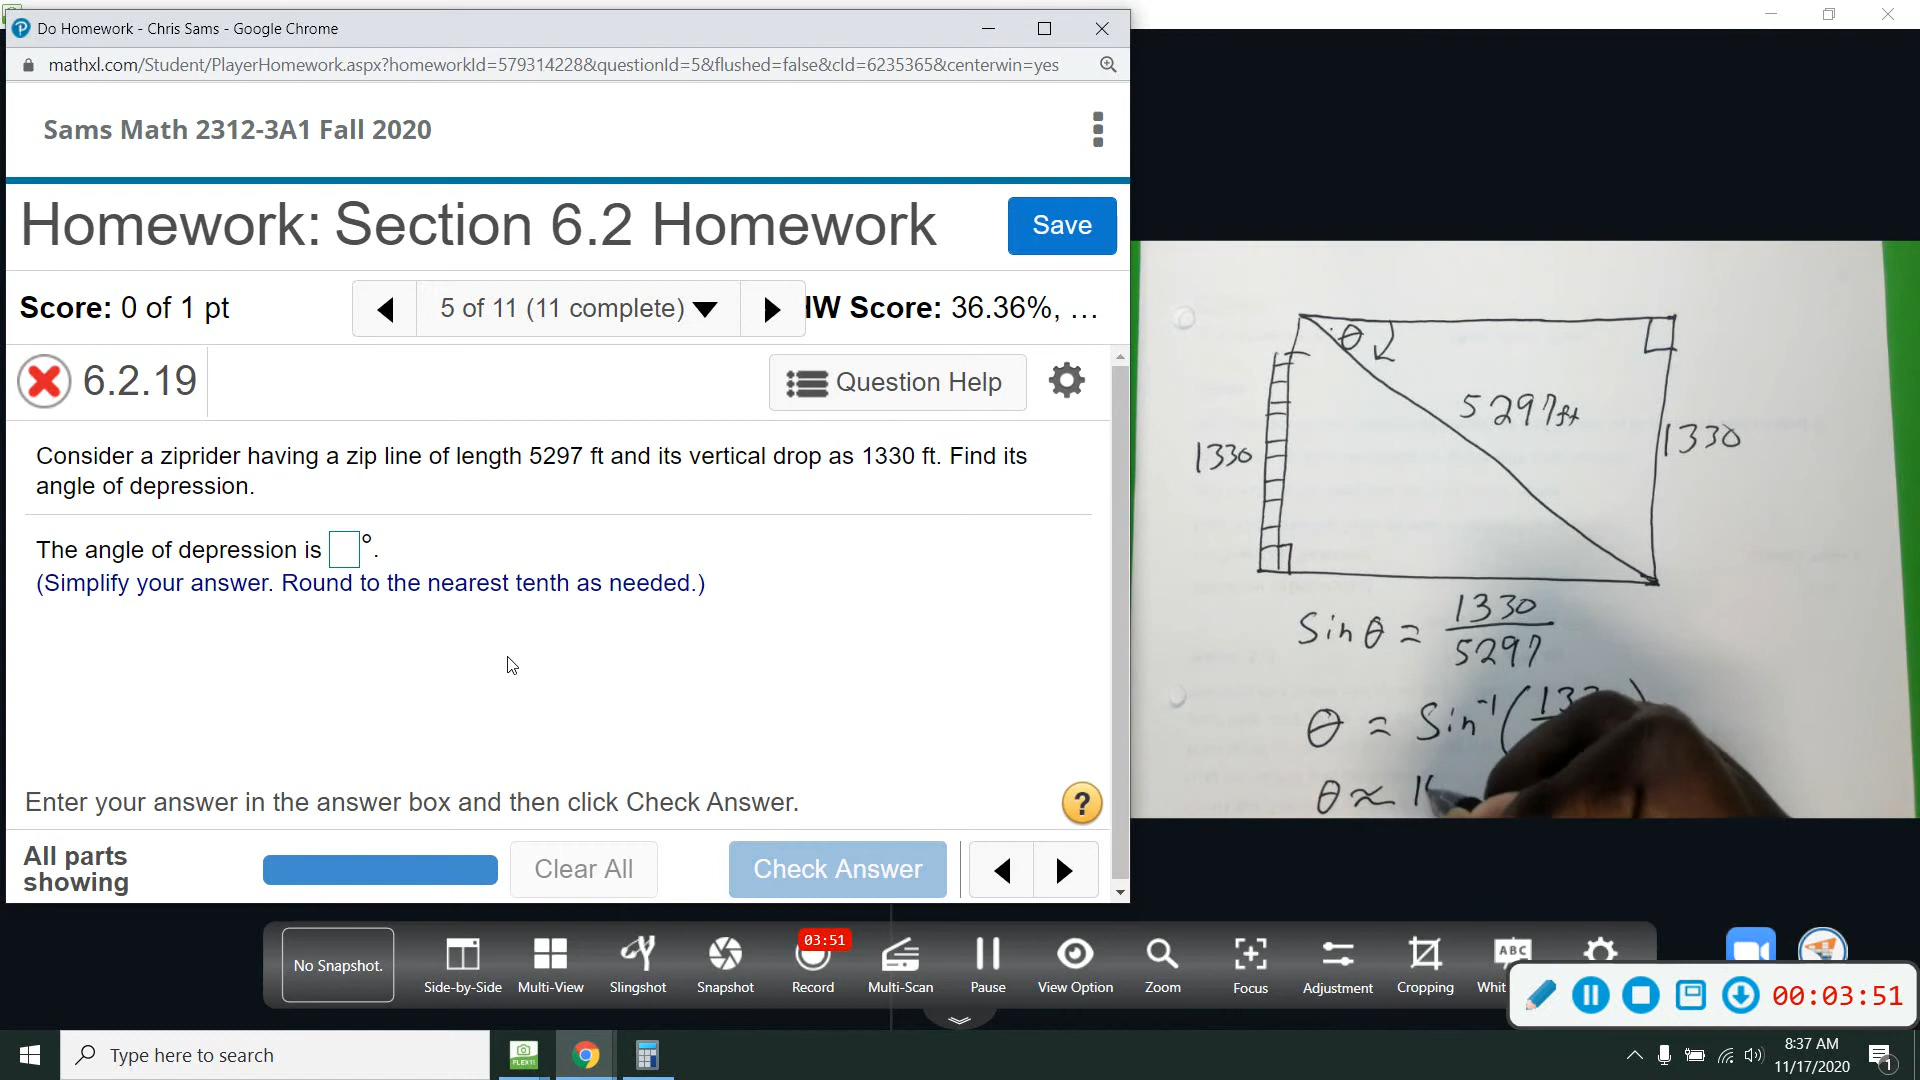 Do Homework - Chris Sams - Google Chrome
mathxl.com/Student/PlayerHomework.aspx?homeworkId=579314228&questionId=5&flushed=false&cId=6235365&centerwin=yes
Sams Math 2312-3A1 Fall 2020
Homework: Section 6.2 Homework
Save
Score: 0 of 1 pt
5 of 11 (11 complete)
HW Score: 36.36%, ...
6.2.19
Question Help
Consider a ziprider having a zip line of length 5297 ft and its vertical drop as 1330 ft. Find its
angle of depression.
The angle of depression is °.
(Simplify your answer. Round to the nearest tenth as needed.)
Enter your answer in the answer box and then click Check Answer.
?
All parts
showing
Clear All
Check Answer
θ
5297 ft
1330
1330
Sin θ = 1330
5297
θ = Sin⁻¹(
θ ≈
No Snapshot.
Side-by-Side
Multi-View
Slingshot
Snapshot
03:51
Record
Multi-Scan
Pause
View Option
Zoom
Focus
Adjustment
Cropping
ABC
Whit
00:03:51
Type here to search
FLEX11
8:37 AM
11/17/2020
1